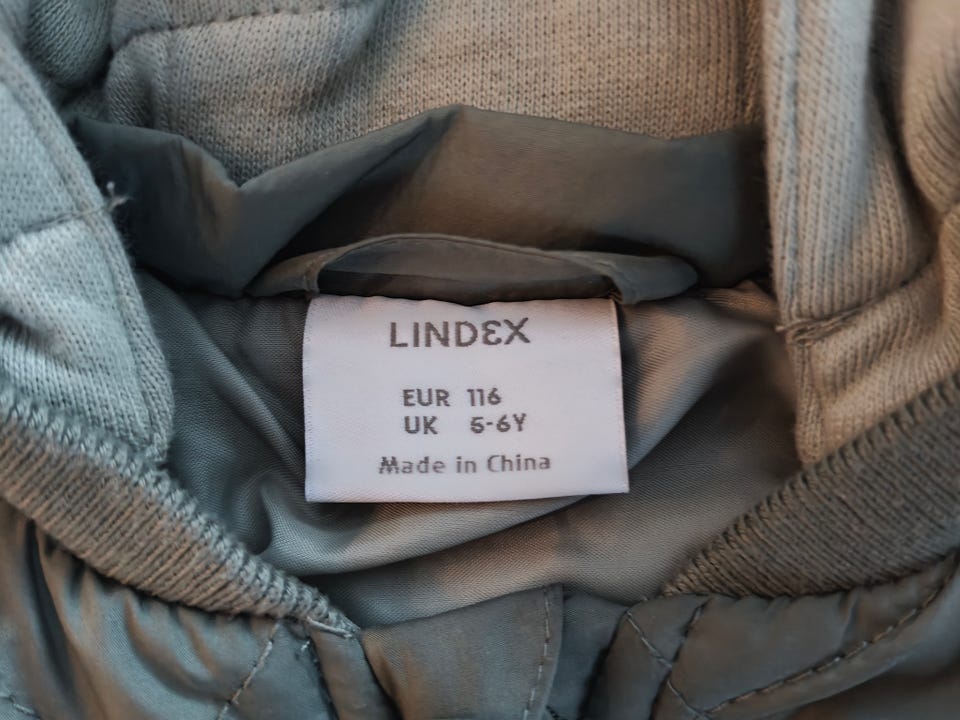 LINDEX
EUR 116
UK 5-6Y
Made in China